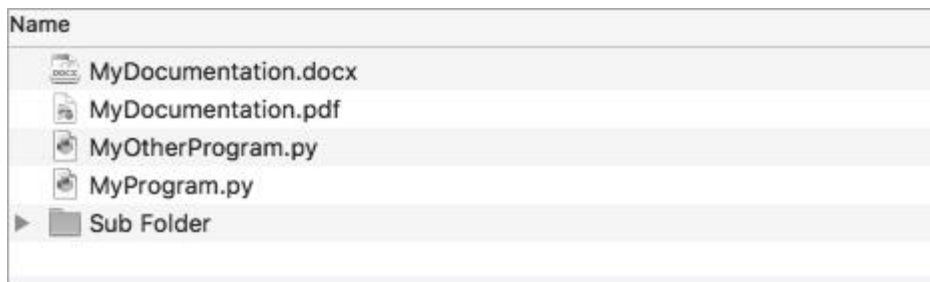 Name
MyDocumentation.docx
MyDocumentation.pdf
MyOtherProgram.py
MyProgram.py
Sub Folder